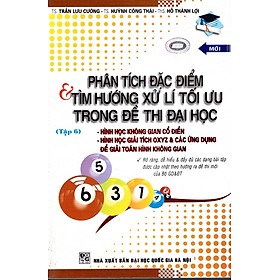 TS. TRẦN LƯU CƯỜNG - TS. HUỲNH CÔNG THÁI - THS. HỒ THÀNH LỢI
MỚI
PHÂN TÍCH ĐẶC ĐIỂM
& TÌM HƯỚNG XỬ LÍ TỐI ƯU
TRONG ĐỀ THI ĐẠI HỌC
(Tập 6)
- HÌNH HỌC KHÔNG GIAN CỔ ĐIỂN
- HÌNH HỌC GIẢI TÍCH OXYZ & CÁC ỨNG DỤNG
ĐỂ GIẢI TOÁN HÌNH KHÔNG GIAN
Rõ ràng, dễ hiểu & đầy đủ các dạng bài tập
được cập nhật theo hướng ra đề thi mới
của Bộ GD&ĐT
5
6
3
1
4
7
2
NHÀ XUẤT BẢN ĐẠI HỌC QUỐC GIA HÀ NỘI